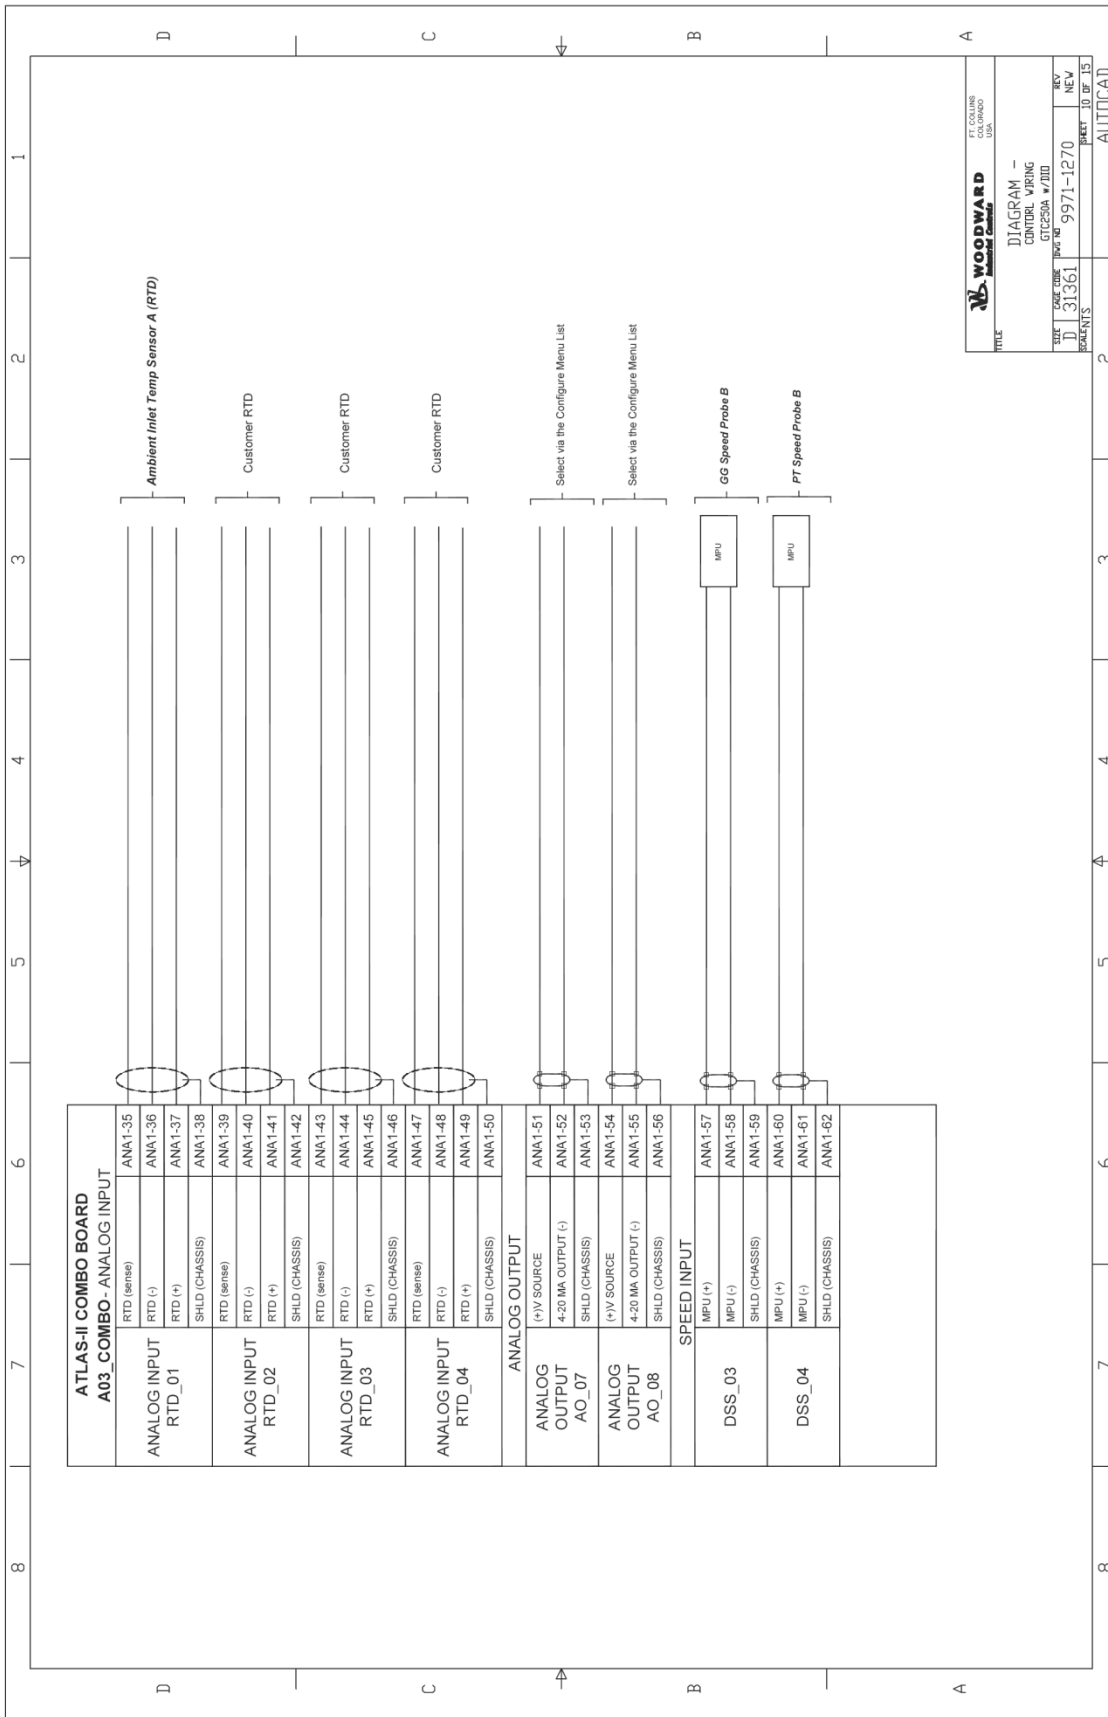 8 7 6 5 4 3 2 1
D
C
B
A
ATLAS-II COMBO BOARD
A03_COMBO - ANALOG INPUT
ANALOG INPUT
RTD_01
RTD (sense) ANA1-35
RTD (-) ANA1-36
RTD (+) ANA1-37
SHLD (CHASSIS) ANA1-38
Ambient Inlet Temp Sensor A (RTD)
ANALOG INPUT
RTD_02
RTD (sense) ANA1-39
RTD (-) ANA1-40
RTD (+) ANA1-41
SHLD (CHASSIS) ANA1-42
Customer RTD
ANALOG INPUT
RTD_03
RTD (sense) ANA1-43
RTD (-) ANA1-44
RTD (+) ANA1-45
SHLD (CHASSIS) ANA1-46
Customer RTD
ANALOG INPUT
RTD_04
RTD (sense) ANA1-47
RTD (-) ANA1-48
RTD (+) ANA1-49
SHLD (CHASSIS) ANA1-50
Customer RTD
ANALOG OUTPUT
ANALOG
OUTPUT
AO_07
(+)V SOURCE ANA1-51
4-20 MA OUTPUT (-) ANA1-52
SHLD (CHASSIS) ANA1-53
Select via the Configure Menu List
ANALOG
OUTPUT
AO_08
(+)V SOURCE ANA1-54
4-20 MA OUTPUT (-) ANA1-55
SHLD (CHASSIS) ANA1-56
Select via the Configure Menu List
SPEED INPUT
DSS_03
MPU (+) ANA1-57
MPU (-) ANA1-58
SHLD (CHASSIS) ANA1-59
MPU
GG Speed Probe B
DSS_04
MPU (+) ANA1-60
MPU (-) ANA1-61
SHLD (CHASSIS) ANA1-62
MPU
PT Speed Probe B
WOODWARD
Industrial Controls
FT. COLLINS
COLORADO
USA
TITLE
DIAGRAM -
CONTORL WIRING
GTC250A w/DIO
SIZE D
CAGE CODE 31361
DWG NO 9971-1270
REV NEW
SCALE NTS
SHEET 10 OF 15
AUTOCAD
D
C
B
A
8 7 6 5 4 3 2